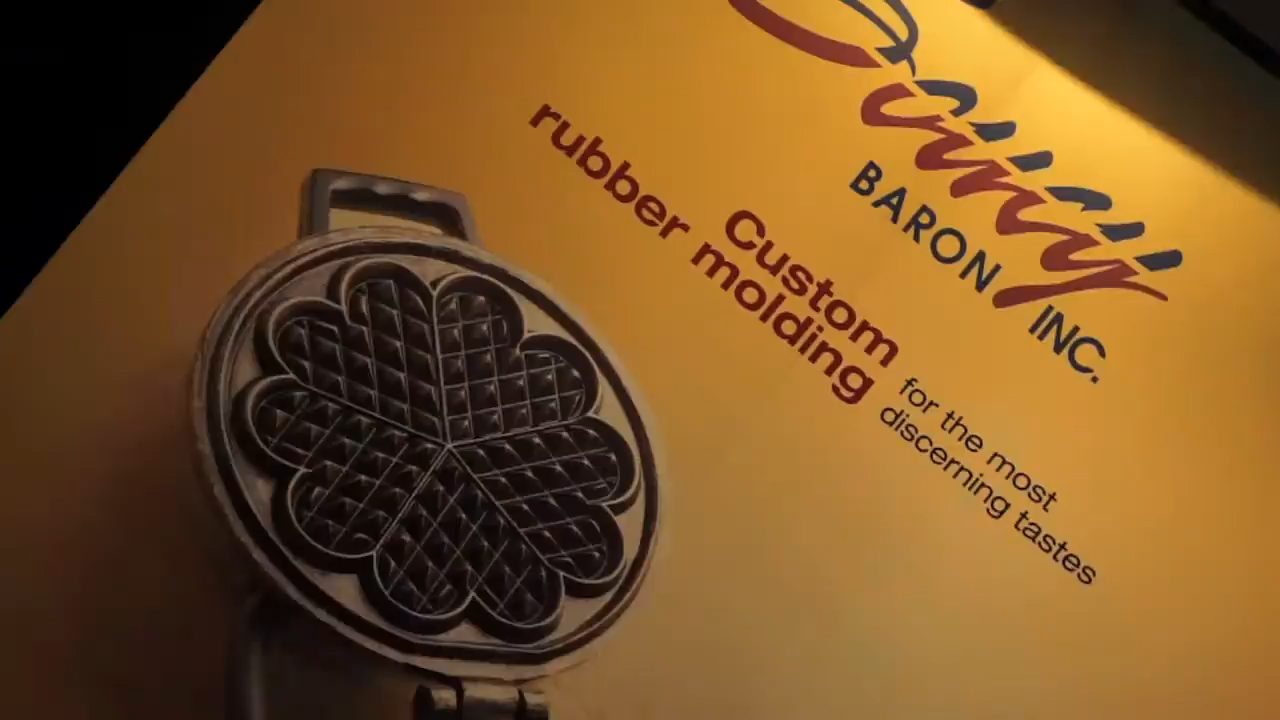 BARON INC.
Custom
rubber molding
for the most
discerning tastes